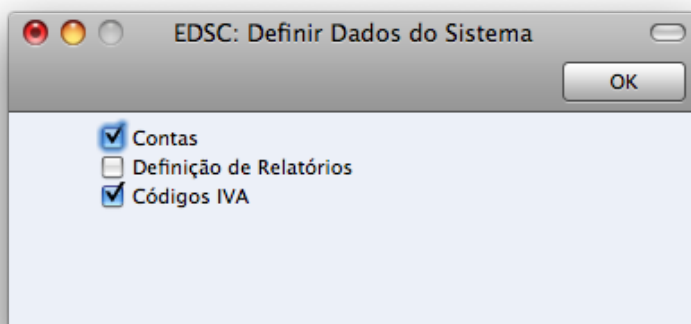 EDSC: Definir Dados do Sistema
OK
Contas
Definição de Relatórios
Códigos IVA